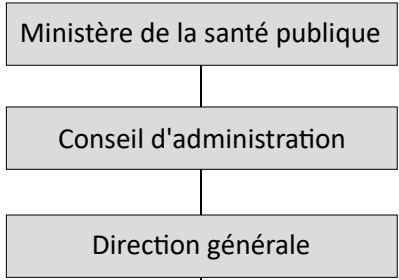 Ministère de la santé publique
Conseil d'administration
Direction générale